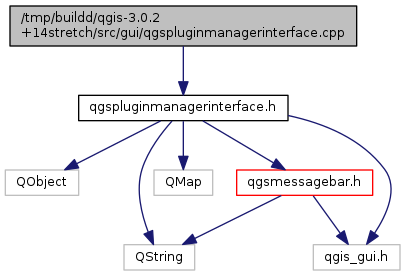 /tmp/buildd/qgis-3.0.2
+14stretch/src/gui/qgspluginmanagerinterface.cpp
qgspluginmanagerinterface.h
QObject
QMap
qgsmessagebar.h
QString
qgis_gui.h